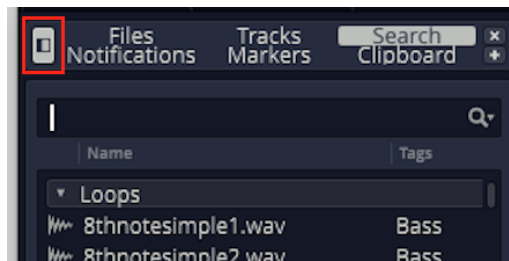 Files Tracks Search
Notifications Markers Clipboard
Name Tags
Loops
8thnotesimple1.wav Bass
8thnotesimple2.wav Bass